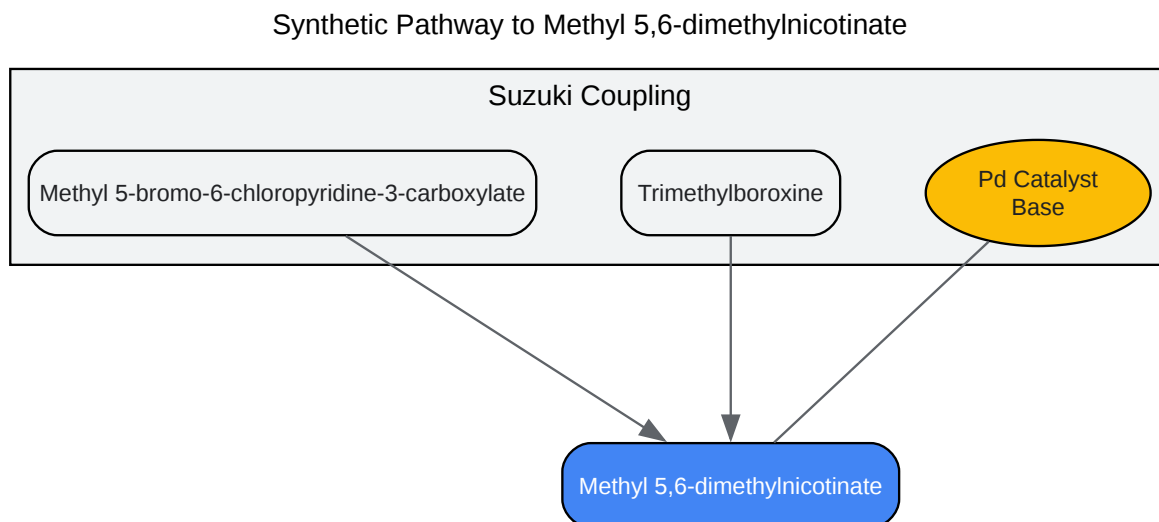 Synthetic Pathway to Methyl 5,6-dimethylnicotinate
Suzuki Coupling
Methyl 5-bromo-6-chloropyridine-3-carboxylate
Trimethylboroxine
Pd Catalyst
Base
Methyl 5,6-dimethylnicotinate